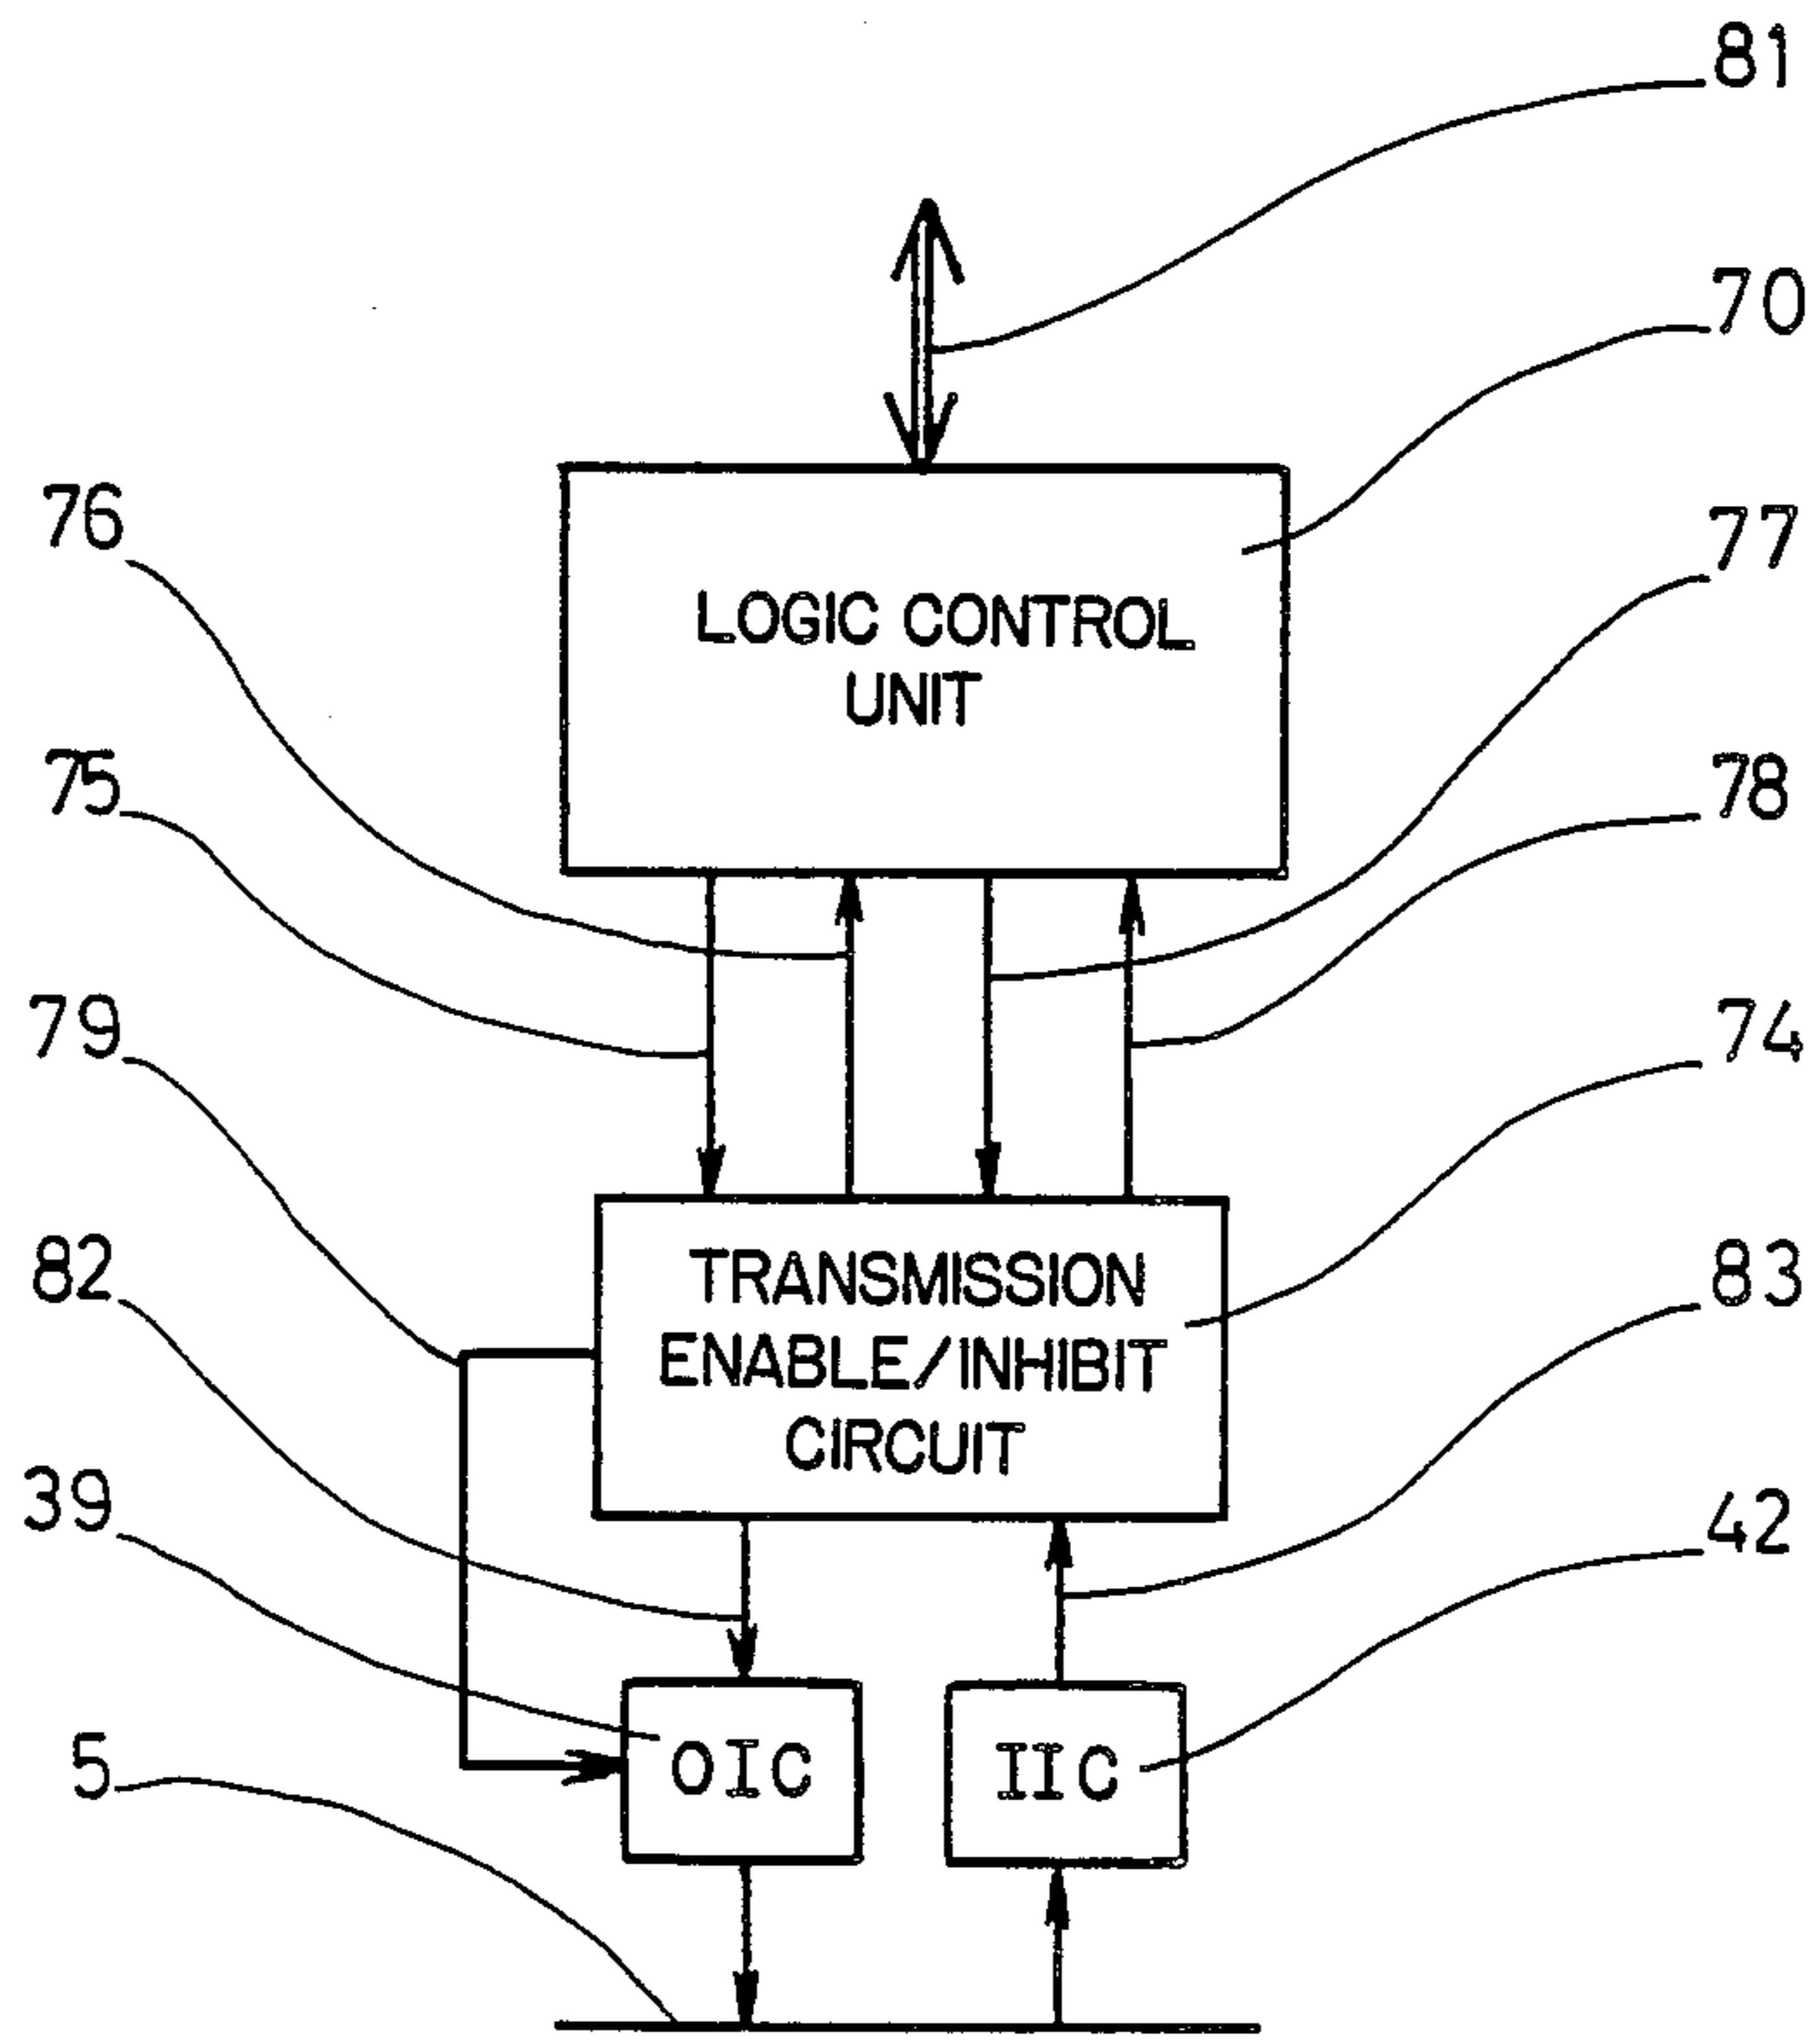 81
70
76
LOGIC CONTROL
UNIT
77
75
78
79
74
TRANSMISSION
ENABLE/INHIBIT
CIRCUIT
82
83
39
42
5
OIC
IIC